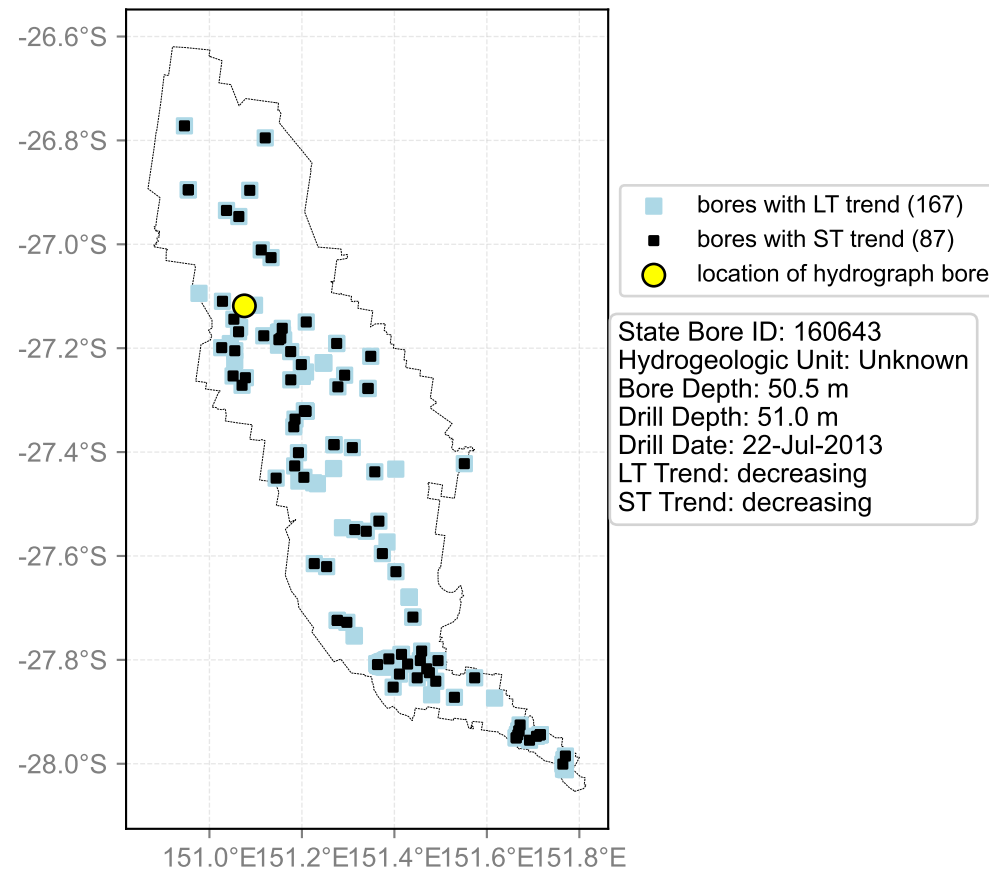 -26.6°S
-26.8°S
-27.0°S
-27.2°S
-27.4°S
-27.6°S
-27.8°S
-28.0°S
151.0°E151.2°E151.4°E151.6°E151.8°E
bores with LT trend (167)
bores with ST trend (87)
location of hydrograph bore
State Bore ID: 160643
Hydrogeologic Unit: Unknown
Bore Depth: 50.5 m
Drill Depth: 51.0 m
Drill Date: 22-Jul-2013
LT Trend: decreasing
ST Trend: decreasing